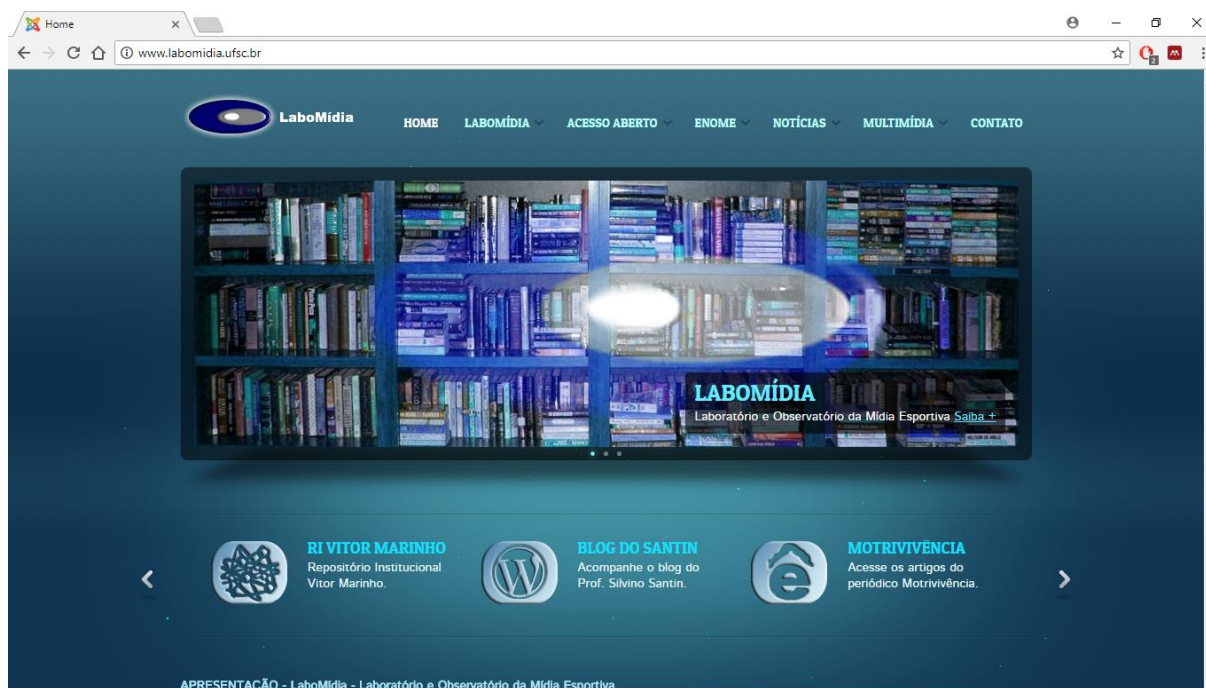 Home
www.labomidia.ufsc.br
2
LaboMídia
HOME LABOMÍDIA ACESSO ABERTO ENOME NOTÍCIAS MULTIMÍDIA CONTATO
POETRY
LABOMÍDIA
Laboratório e Observatório da Mídia Esportiva Saiba +
RI VITOR MARINHO
Repositório Institucional
Vitor Marinho.
BLOG DO SANTIN
Acompanhe o blog do
Prof. Silvino Santin.
MOTRIVIVÊNCIA
Acesse os artigos do
periódico Motrivivência.
APRESENTAÇÃO - LaboMídia - Laboratório e Observatório da Mídia Esportiva